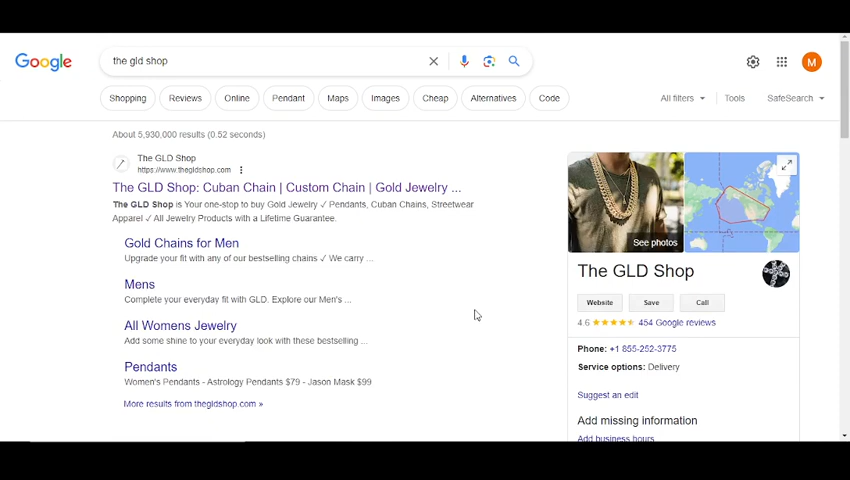 Google
the gld shop
M
Shopping
Reviews
Online
Pendant
Maps
Images
Cheap
Alternatives
Code
All filters
Tools
SafeSearch
About 5,930,000 results (0.52 seconds)
The GLD Shop
https://www.thegldshop.com
The GLD Shop: Cuban Chain | Custom Chain | Gold Jewelry ...
The GLD Shop is Your one-stop to buy Gold Jewelry ✓ Pendants, Cuban Chains, Streetwear
Apparel ✓ All Jewelry Products with a Lifetime Guarantee.
Gold Chains for Men
Upgrade your fit with any of our bestselling chains ✓ We carry ...
Mens
Complete your everyday fit with GLD. Explore our Men's ...
All Womens Jewelry
Add some shine to your everyday look with these bestselling ...
Pendants
Women's Pendants - Astrology Pendants $79 - Jason Mask $99
More results from thegldshop.com »
See photos
The GLD Shop
Website
Save
Call
4.6
454 Google reviews
Phone: +1 855-252-3775
Service options: Delivery
Suggest an edit
Add missing information
Add business hours